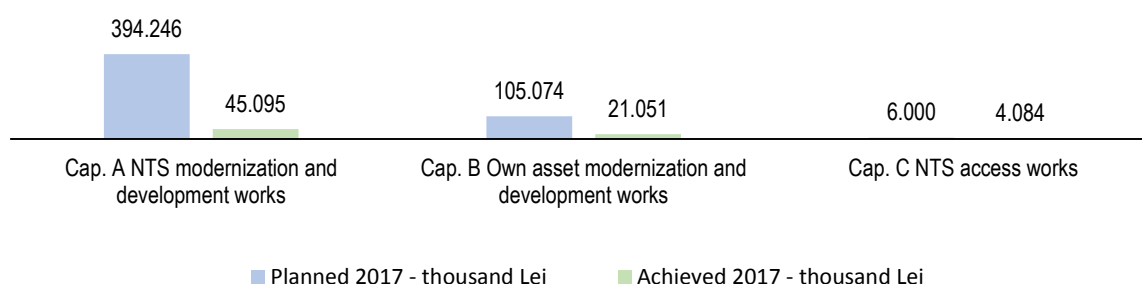 394.246
45.095
105.074
21.051
6.000
4.084
Cap. A NTS modernization and
development works
Cap. B Own asset modernization and
development works
Cap. C NTS access works
Planned 2017 - thousand Lei
Achieved 2017 - thousand Lei